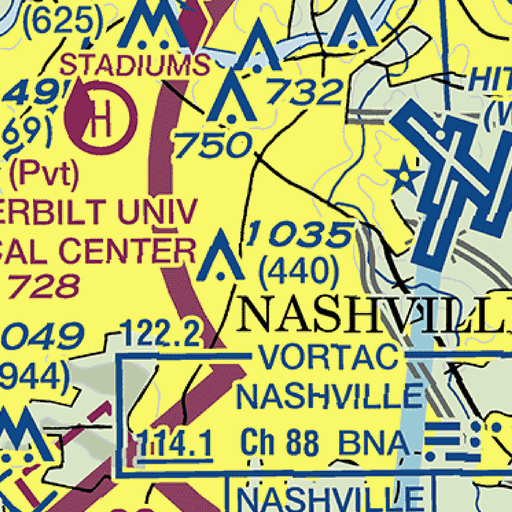 (625)
STADIUMS
HIT
49
732
(W
69)
H
750
(Pvt)
ERBILT UNIV
CAL CENTER
728
1035
(440)
NASHVILL
049
122.2
VORTAC
(944)
NASHVILLE
114.1 Ch 88 BNA
NASHVILLE